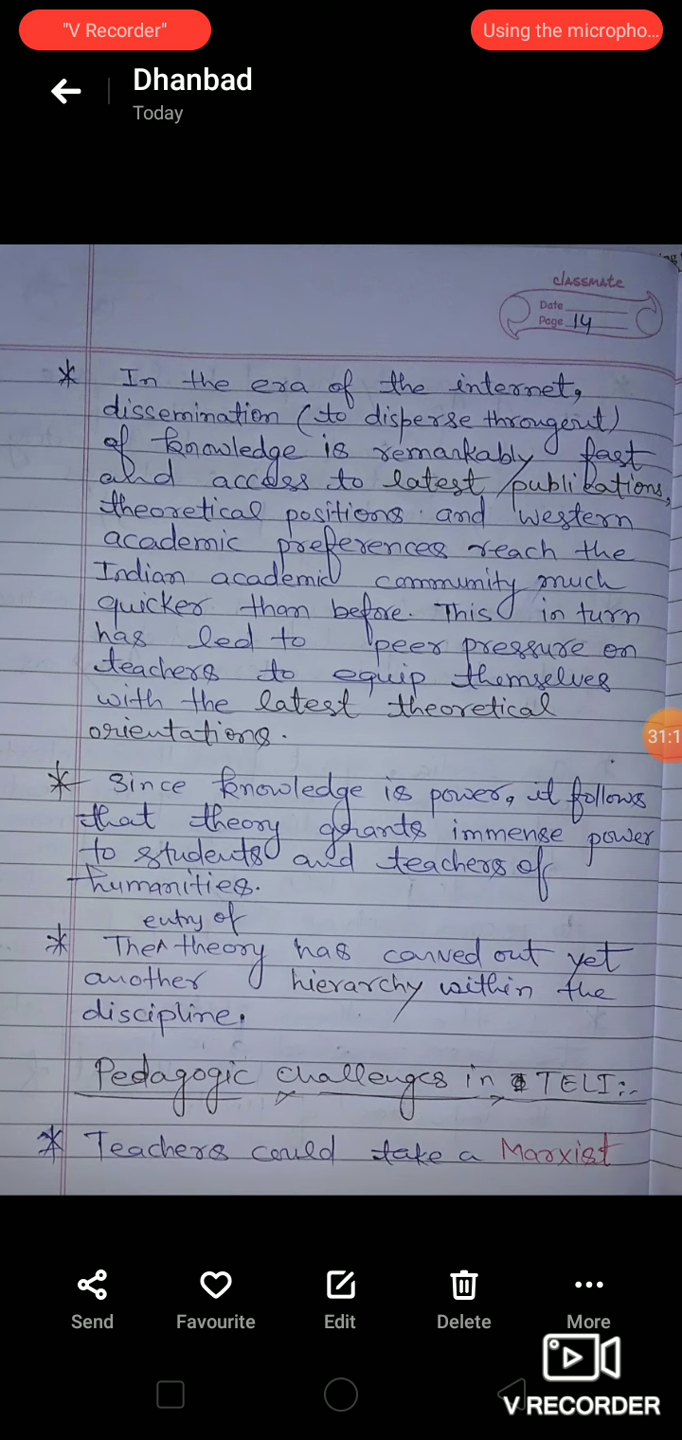 "V Recorder"
Using the micropho...
Dhanbad
Today
classmate
Date
Page 14
* In the era of the internet,
dissemination (to disperse througout)
of knowledge is remarkably fast
and access to latest publications,
theoretical positions and western
academic preferences reach the
Indian academic community much
quicker than before. This in turn
has led to peer pressure on
teachers to equip themselves
with the latest theoretical
orientations.
31:1
* Since knowledge is power, it follows
that theory grants immense power
to students and teachers of
humanities.
entry of
* The^ theory has carved out yet
another hierarchy within the
discipline.
Pedagogic challenges in TELI:-
* Teachers could take a Marxist
Send
Favourite
Edit
Delete
More
V RECORDER